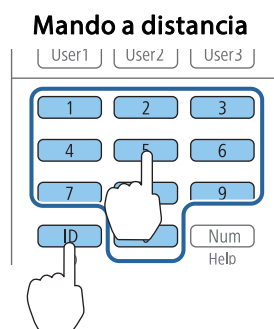 Mando a distancia
User1 User2 User3
1 2 3
4 5 6
7 9
ID Num
Help